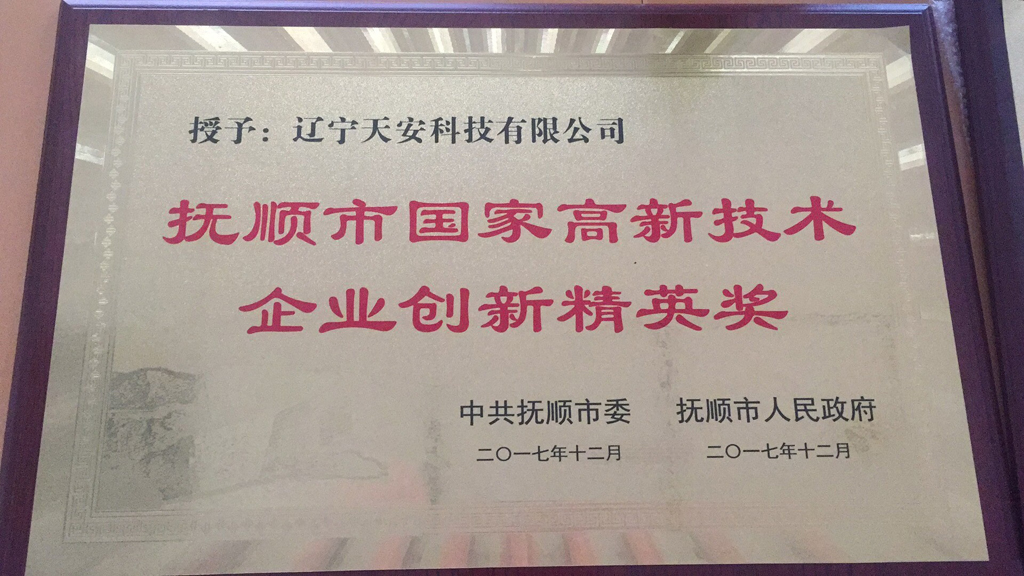 授予：辽宁天安科技有限公司
抚顺市国家高新技术
企业创新精英奖
中共抚顺市委 抚顺市人民政府
二〇一七年十二月 二〇一七年十二月